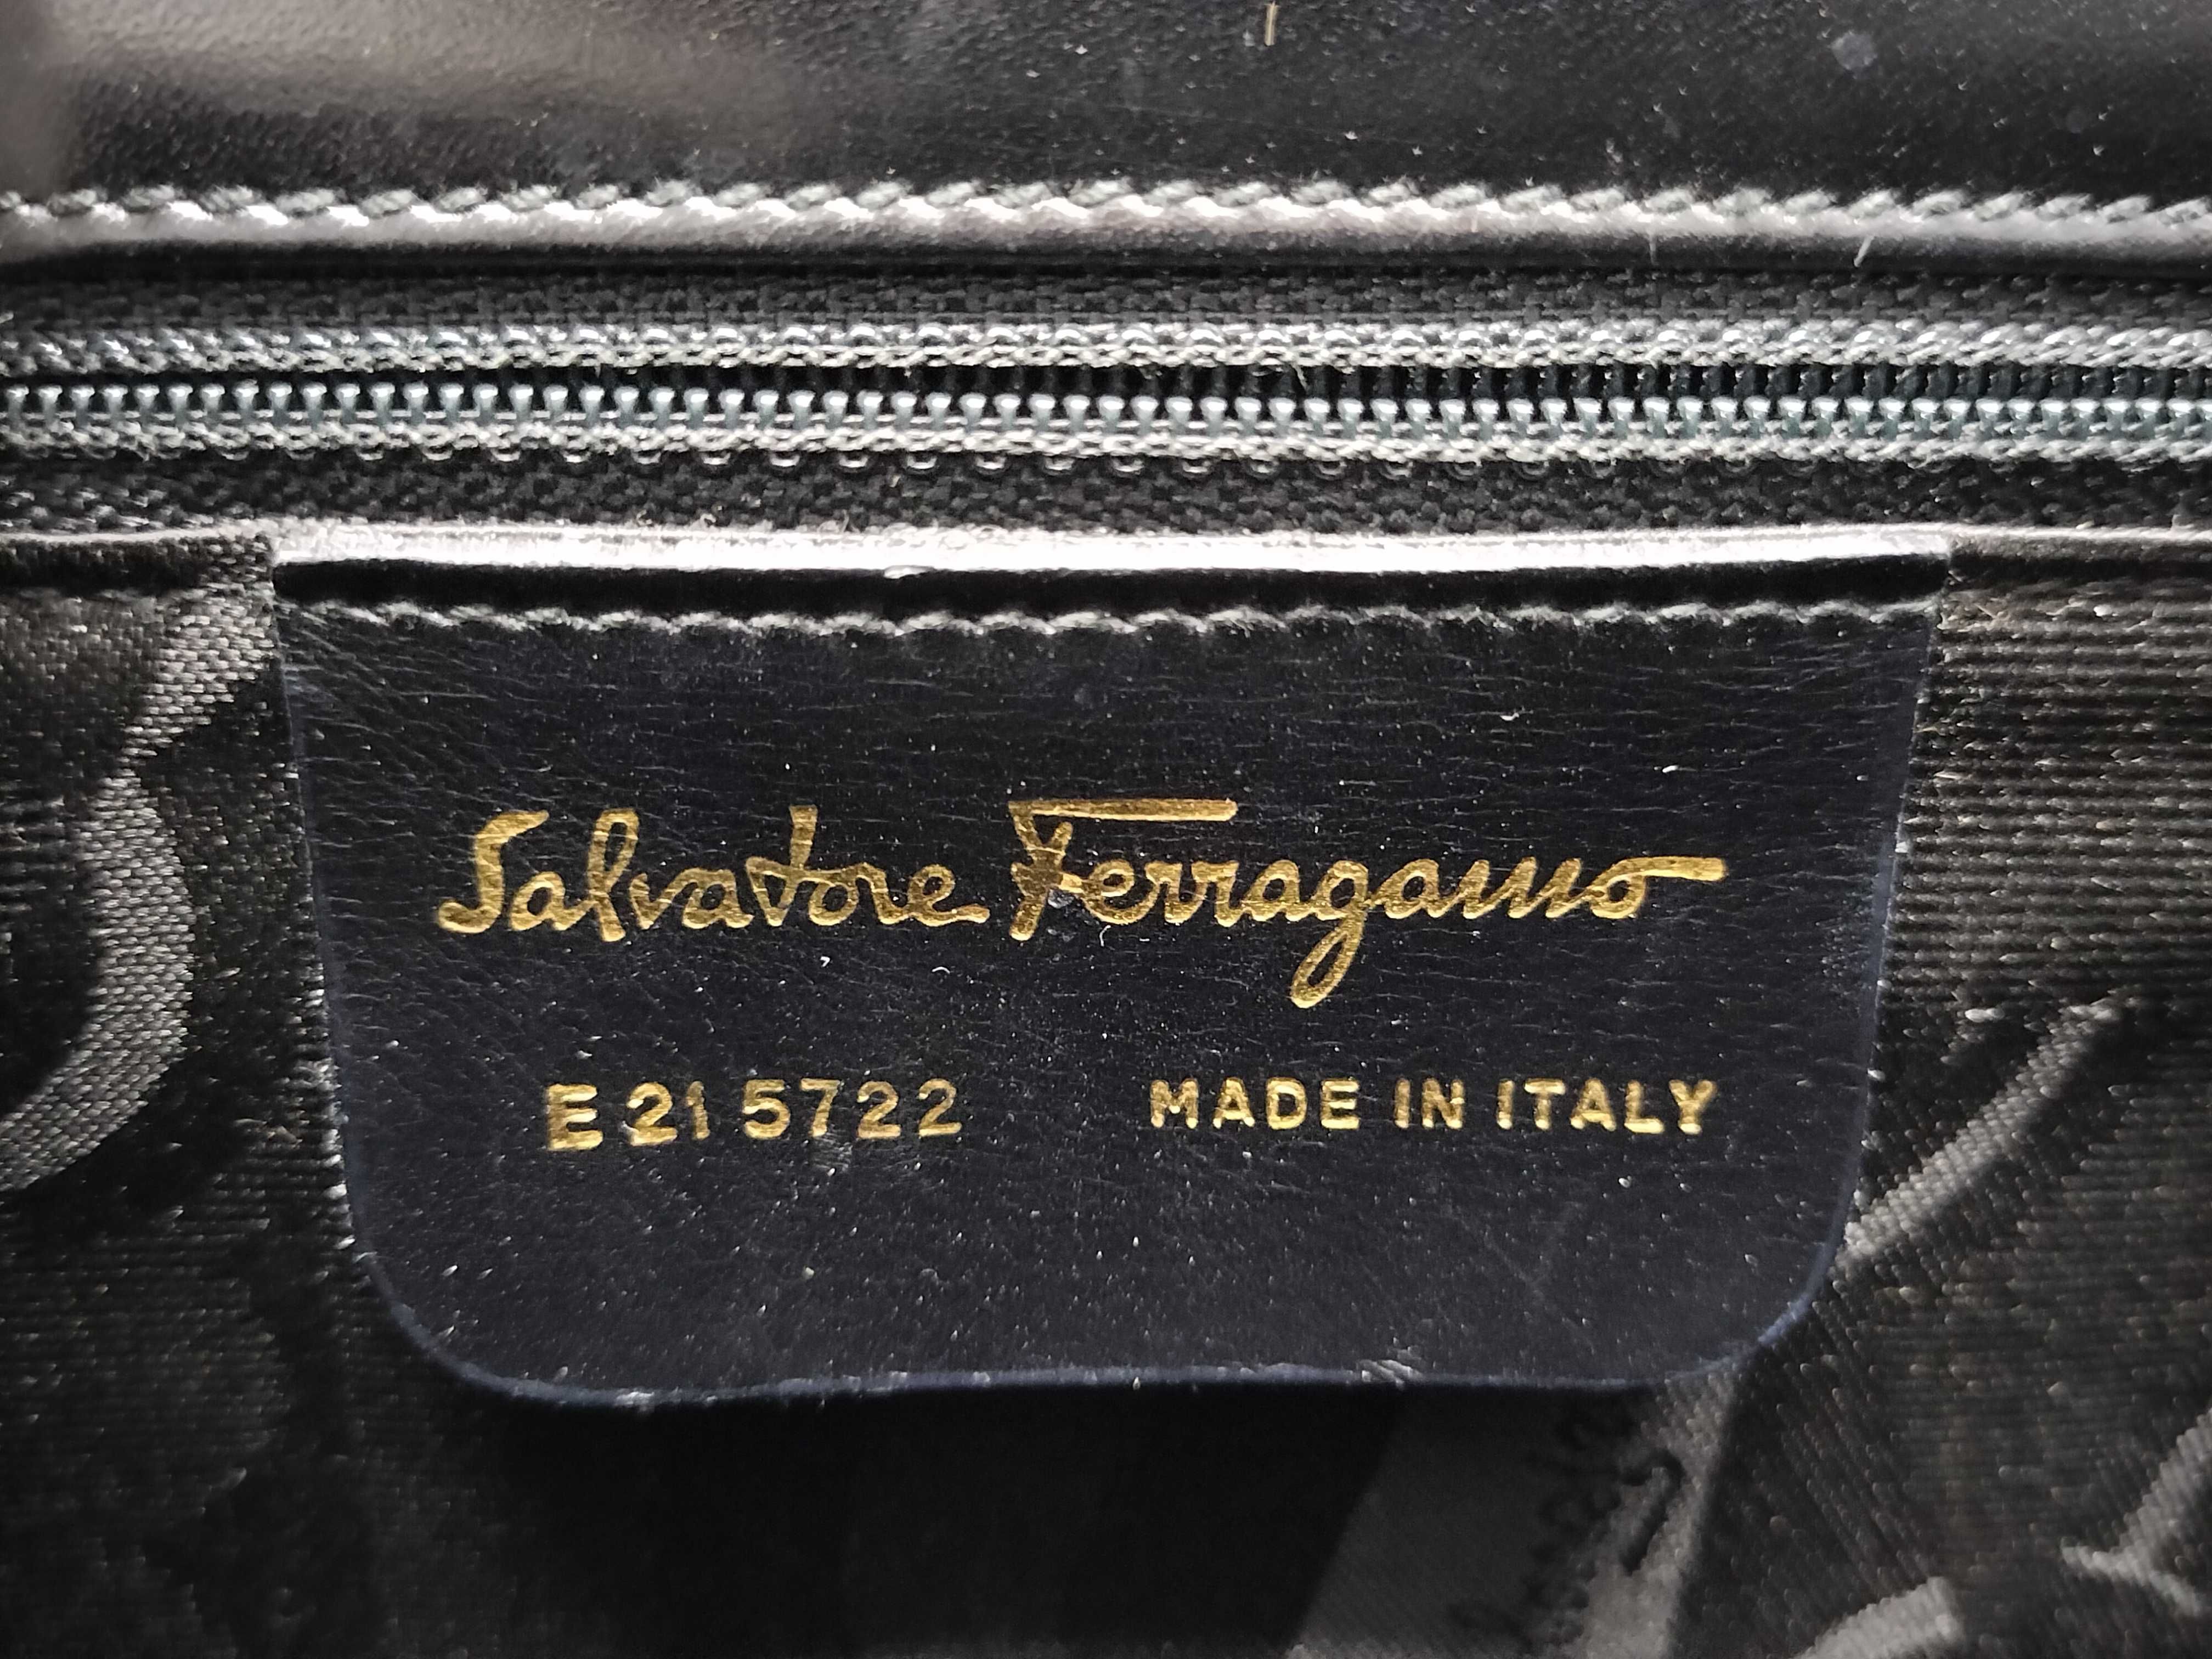 Salvatore Ferragamo
E 21 5722 MADE IN ITALY